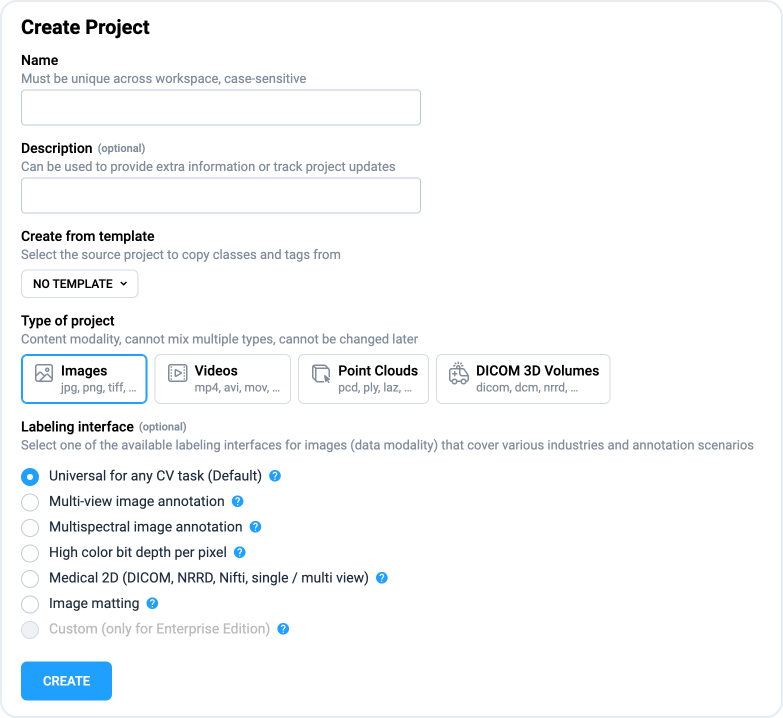 Create Project
Name
Must be unique across workspace, case-sensitive
Description (optional)
Can be used to provide extra information or track project updates
Create from template
Select the source project to copy classes and tags from
NO TEMPLATE
Type of project
Content modality, cannot mix multiple types, cannot be changed later
Images
jpg, png, tiff, ...
Videos
mp4, avi, mov, ...
Point Clouds
pcd, ply, laz, ...
DICOM 3D Volumes
dicom, dcm, nrrd, ...
Labeling interface (optional)
Select one of the available labeling interfaces for images (data modality) that cover various industries and annotation scenarios
Universal for any CV task (Default) ?
Multi-view image annotation ?
Multispectral image annotation ?
High color bit depth per pixel ?
Medical 2D (DICOM, NRRD, Nifti, single / multi view) ?
Image matting ?
Custom (only for Enterprise Edition) ?
CREATE